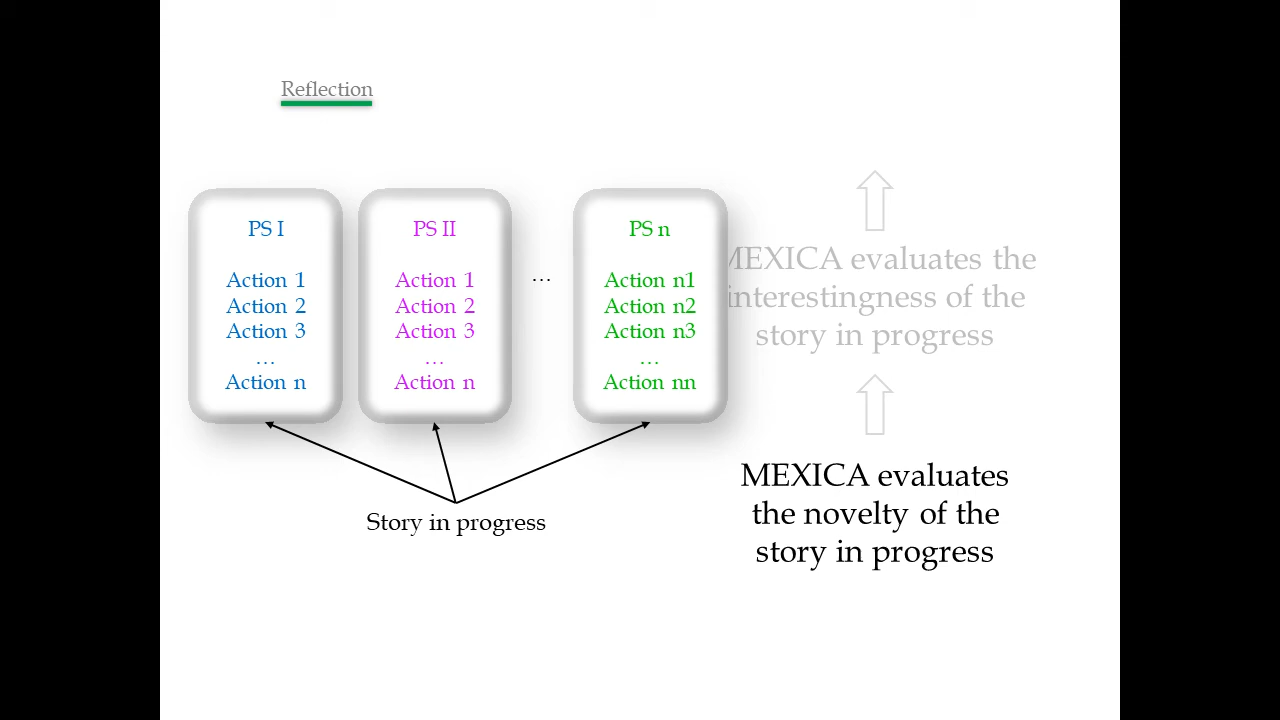 Reflection
PS I
Action 1
Action 2
Action 3
…
Action n
PS II
Action 1
Action 2
Action 3
…
Action n
…
PS n
Action n1
Action n2
Action n3
…
Action nn
Story in progress
MEXICA evaluates the
interestingness of the
story in progress
MEXICA evaluates
the novelty of the
story in progress